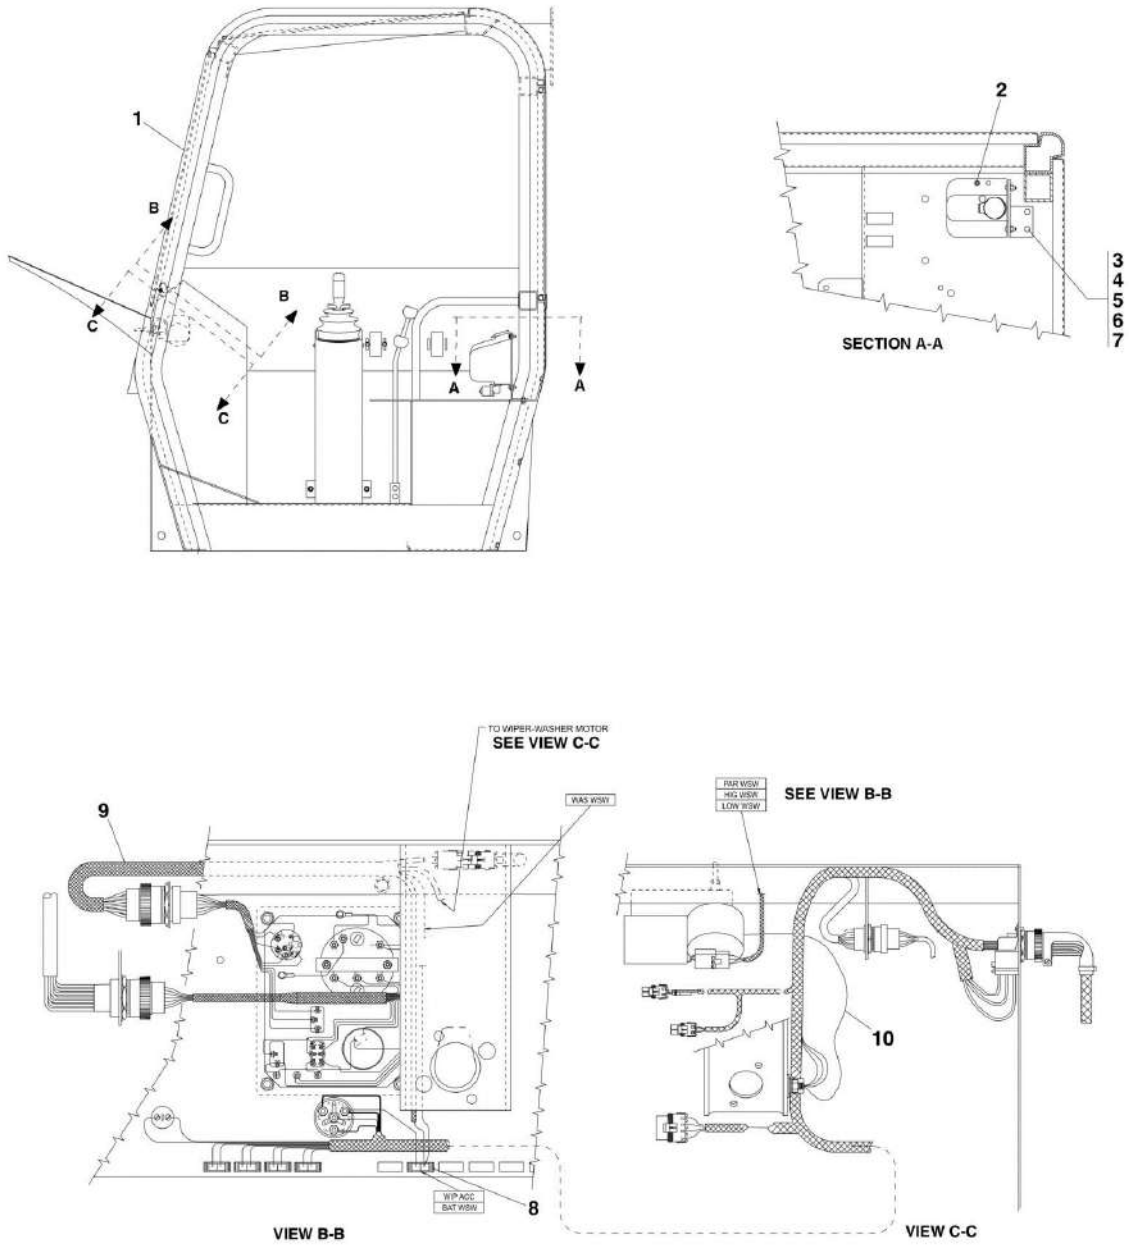 1
B
B
C
C
A
A
2
3
4
5
6
7
SECTION A-A
TO WIPER-WASHER MOTOR
SEE VIEW C-C
WAS WSW
9
8
WIP ACC
BAT WSW
VIEW B-B
PAR WSW
HIG WSW
LOW WSW
SEE VIEW B-B
10
VIEW C-C